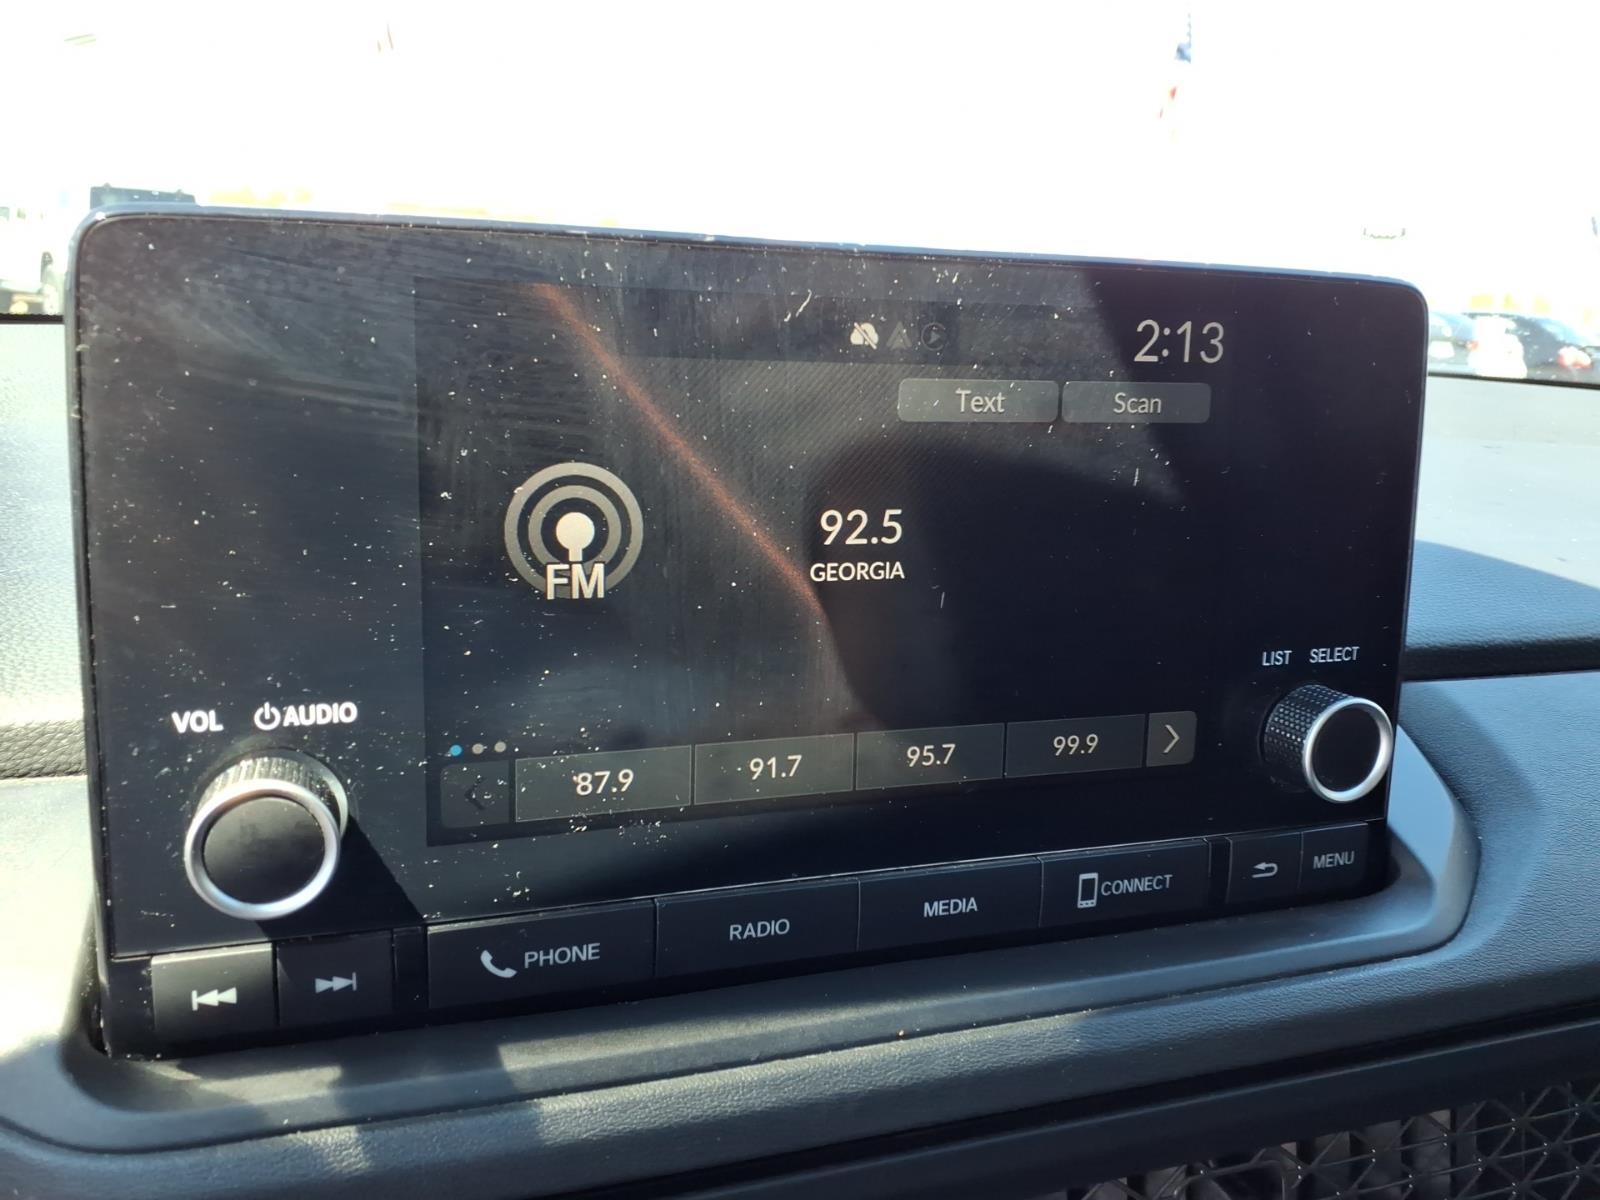 2:13
Text Scan
FM
92.5
GEORGIA
LIST SELECT
VOL AUDIO
87.9 91.7 95.7 99.9
PHONE RADIO MEDIA CONNECT MENU